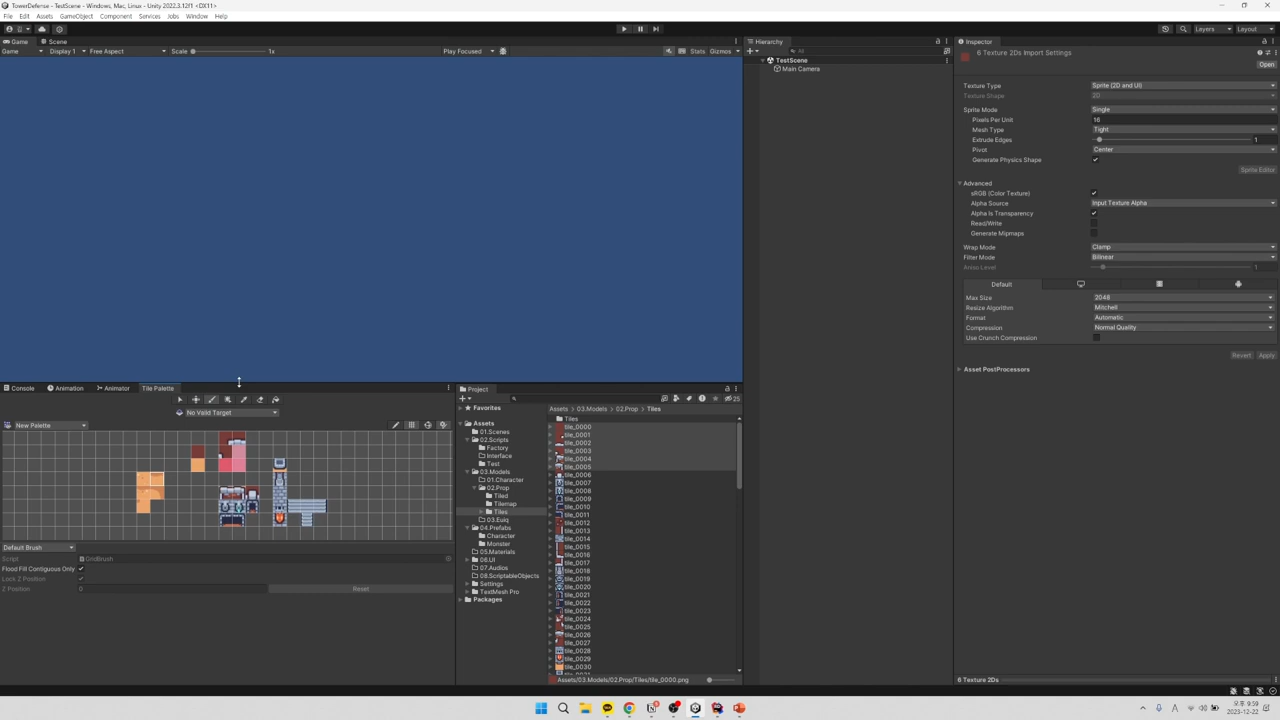 TowerDefense - TestScene - Windows, Mac, Linux - Unity 2022.3.12f1 <DX11>
File Edit Assets GameObject Component Services Jobs Window Help
Layers Layout
Game Scene
Game Display 1 Free Aspect Scale 1x Play Focused Stats Gizmos
Hierarchy
All
TestScene
Main Camera
Inspector
6 Texture 2Ds Import Settings
Open
Texture Type Sprite (2D and UI)
Texture Shape 2D
Sprite Mode Single
Pixels Per Unit 16
Mesh Type Tight
Extrude Edges 1
Pivot Center
Generate Physics Shape
Sprite Editor
Advanced
sRGB (Color Texture)
Alpha Source Input Texture Alpha
Alpha Is Transparency
Read/Write
Generate Mipmaps
Wrap Mode Clamp
Filter Mode Bilinear
Aniso Level 1
Default
Max Size 2048
Resize Algorithm Mitchell
Format Automatic
Compression Normal Quality
Use Crunch Compression
Revert Apply
Asset PostProcessors
6 Texture 2Ds
Console Animation Animator Tile Palette
No Valid Target
New Palette
Default Brush
Script GridBrush
Flood Fill Contiguous Only
Lock Z Position
Z Position 0 Reset
Project
25
Favorites
Assets
01.Scenes
02.Scripts
Factory
Interface
Test
03.Models
01.Character
02.Prop
Tiled
Tilemap
Tiles
03.Euiq
04.Prefabs
Character
Monster
05.Materials
06.UI
07.Audios
08.ScriptableObjects
Settings
TextMesh Pro
Packages
Assets > 03.Models > 02.Prop > Tiles
Tiles
tile_0000
tile_0001
tile_0002
tile_0003
tile_0004
tile_0005
tile_0006
tile_0007
tile_0008
tile_0009
tile_0010
tile_0011
tile_0012
tile_0013
tile_0014
tile_0015
tile_0016
tile_0017
tile_0018
tile_0019
tile_0020
tile_0021
tile_0022
tile_0023
tile_0024
tile_0025
tile_0026
tile_0027
tile_0028
tile_0029
tile_0030
Assets/03.Models/02.Prop/Tiles/tile_0000.png
A
오후 9:59
2023-12-22